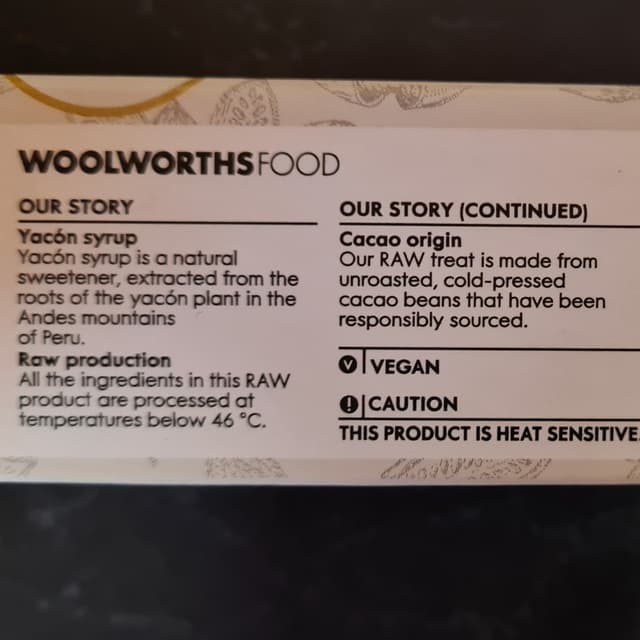 WOOLWORTHS FOOD
OUR STORY
Yacón syrup
Yacón syrup is a natural
sweetener, extracted from the
roots of the yacón plant in the
Andes mountains
of Peru.
Raw production
All the ingredients in this RAW
product are processed at
temperatures below 46 °C.
OUR STORY (CONTINUED)
Cacao origin
Our RAW treat is made from
unroasted, cold-pressed
cacao beans that have been
responsibly sourced.
V VEGAN
! CAUTION
THIS PRODUCT IS HEAT SENSITIVE.